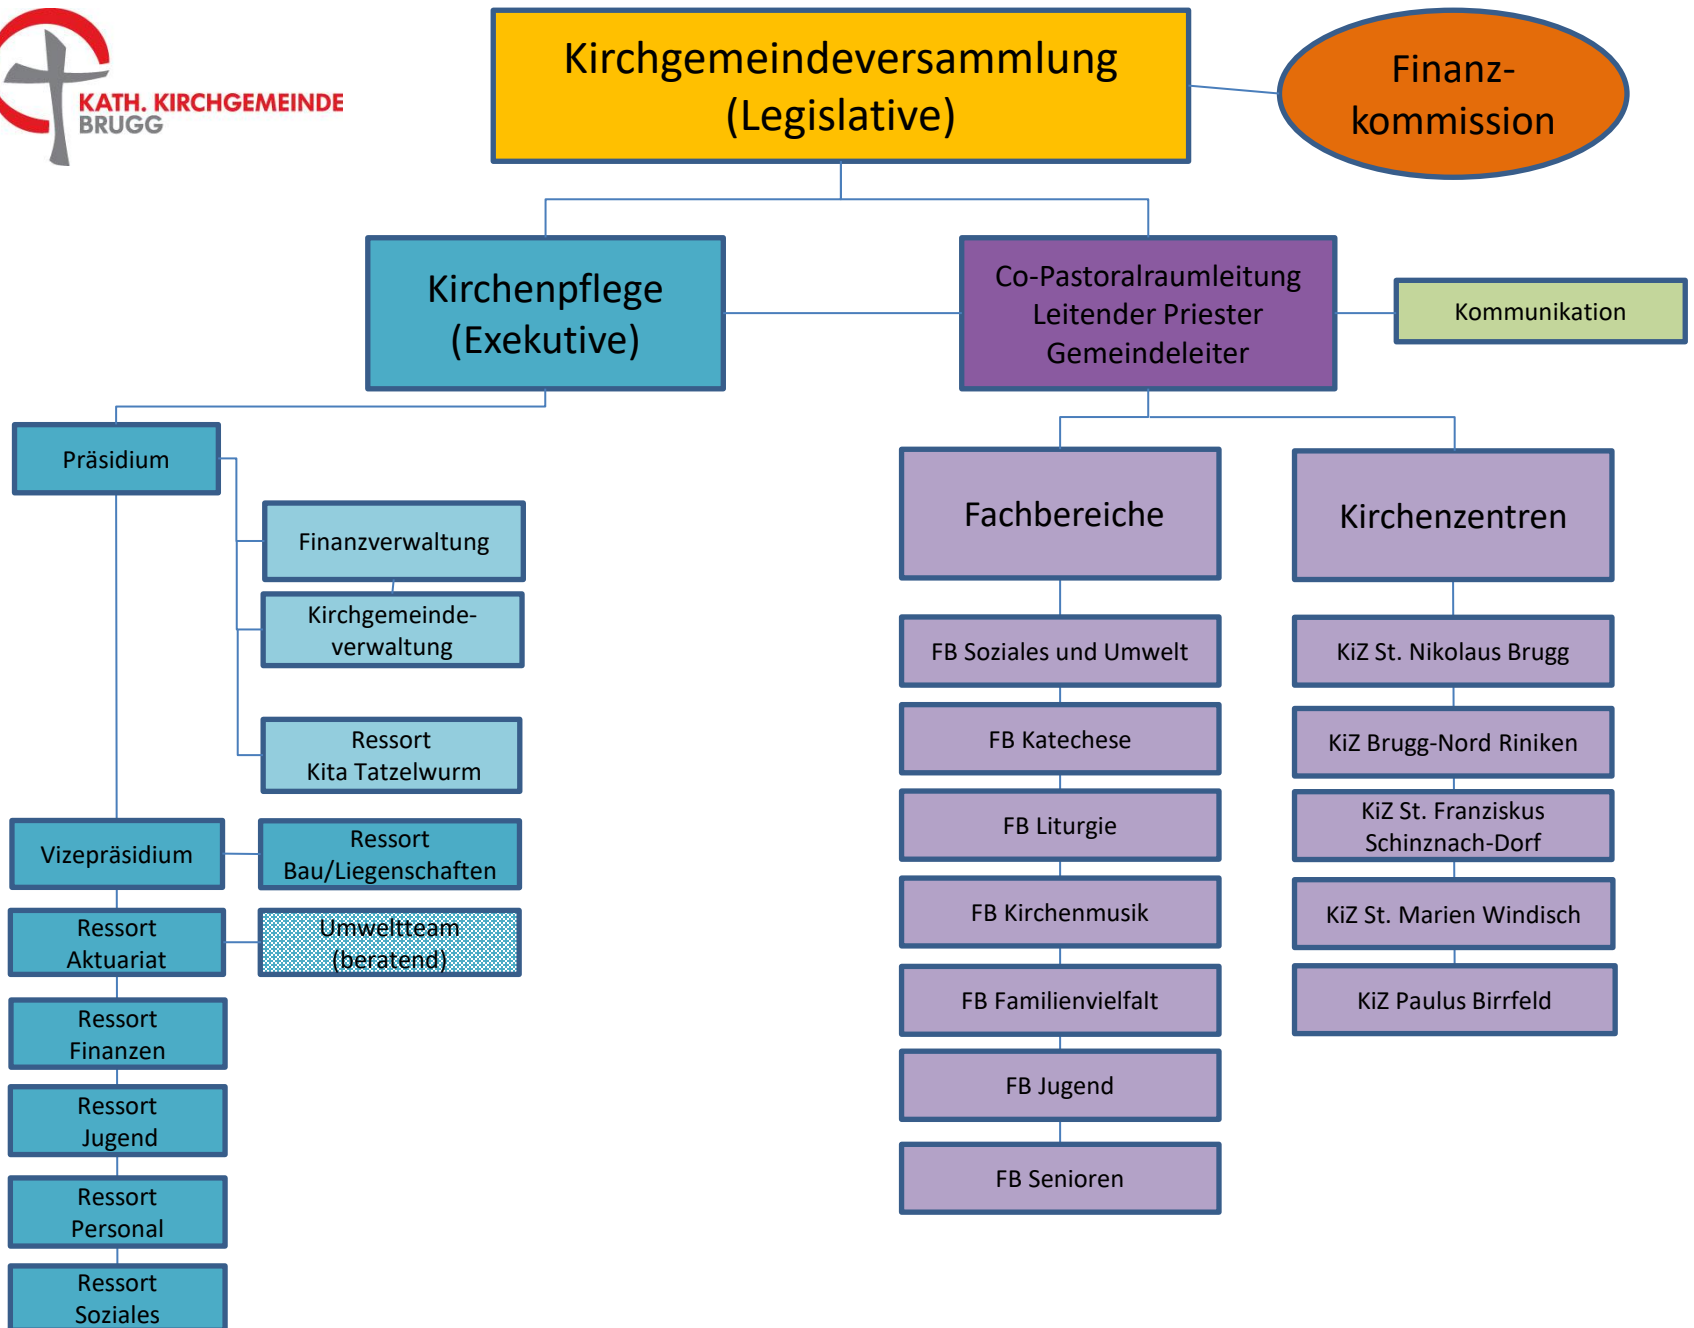 KATH. KIRCHGEMEINDE
BRUGG
Kirchgemeindeversammlung
(Legislative)
Finanz-
kommission
Kirchenpflege
(Exekutive)
Co-Pastoralraumleitung
Leitender Priester
Gemeindeleiter
Kommunikation
Präsidium
Finanzverwaltung
Kirchgemeinde-
verwaltung
Ressort
Kita Tatzelwurm
Vizepräsidium
Ressort
Bau/Liegenschaften
Ressort
Aktuariat
Umweltteam
(beratend)
Ressort
Finanzen
Ressort
Jugend
Ressort
Personal
Ressort
Soziales
Fachbereiche
FB Soziales und Umwelt
FB Katechese
FB Liturgie
FB Kirchenmusik
FB Familienvielfalt
FB Jugend
FB Senioren
Kirchenzentren
KiZ St. Nikolaus Brugg
KiZ Brugg-Nord Riniken
KiZ St. Franziskus
Schinznach-Dorf
KiZ St. Marien Windisch
KiZ Paulus Birrfeld